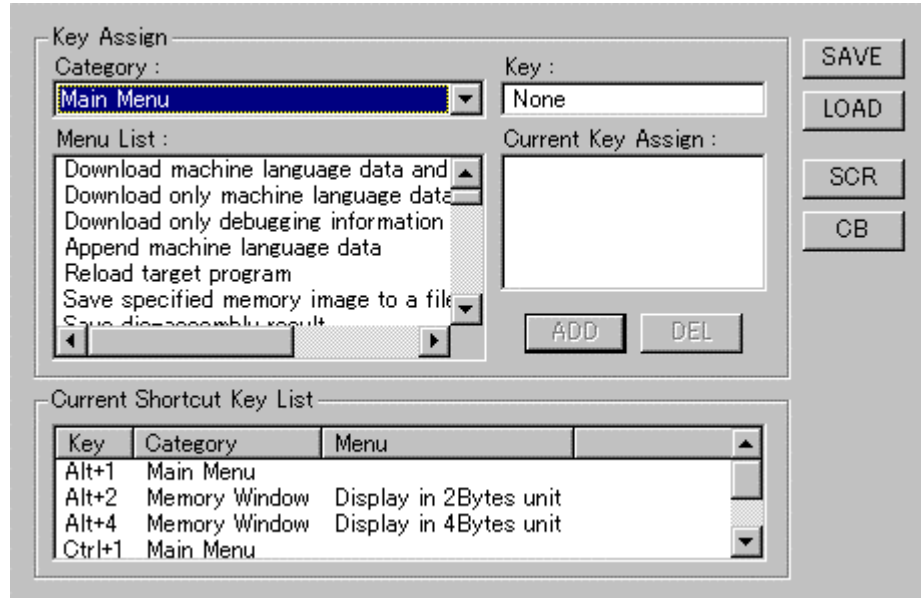 Key Assign
Category :
Main Menu
Key :
None
Menu List :
Download machine language data and
Download only machine language data
Download only debugging information
Append machine language data
Reload target program
Save specified memory image to a file
Save dis-assembly result
Current Key Assign :
ADD
DEL
SAVE
LOAD
SCR
CB
Current Shortcut Key List
Key Category Menu
Alt+1 Main Menu
Alt+2 Memory Window Display in 2Bytes unit
Alt+4 Memory Window Display in 4Bytes unit
Ctrl+1 Main Menu